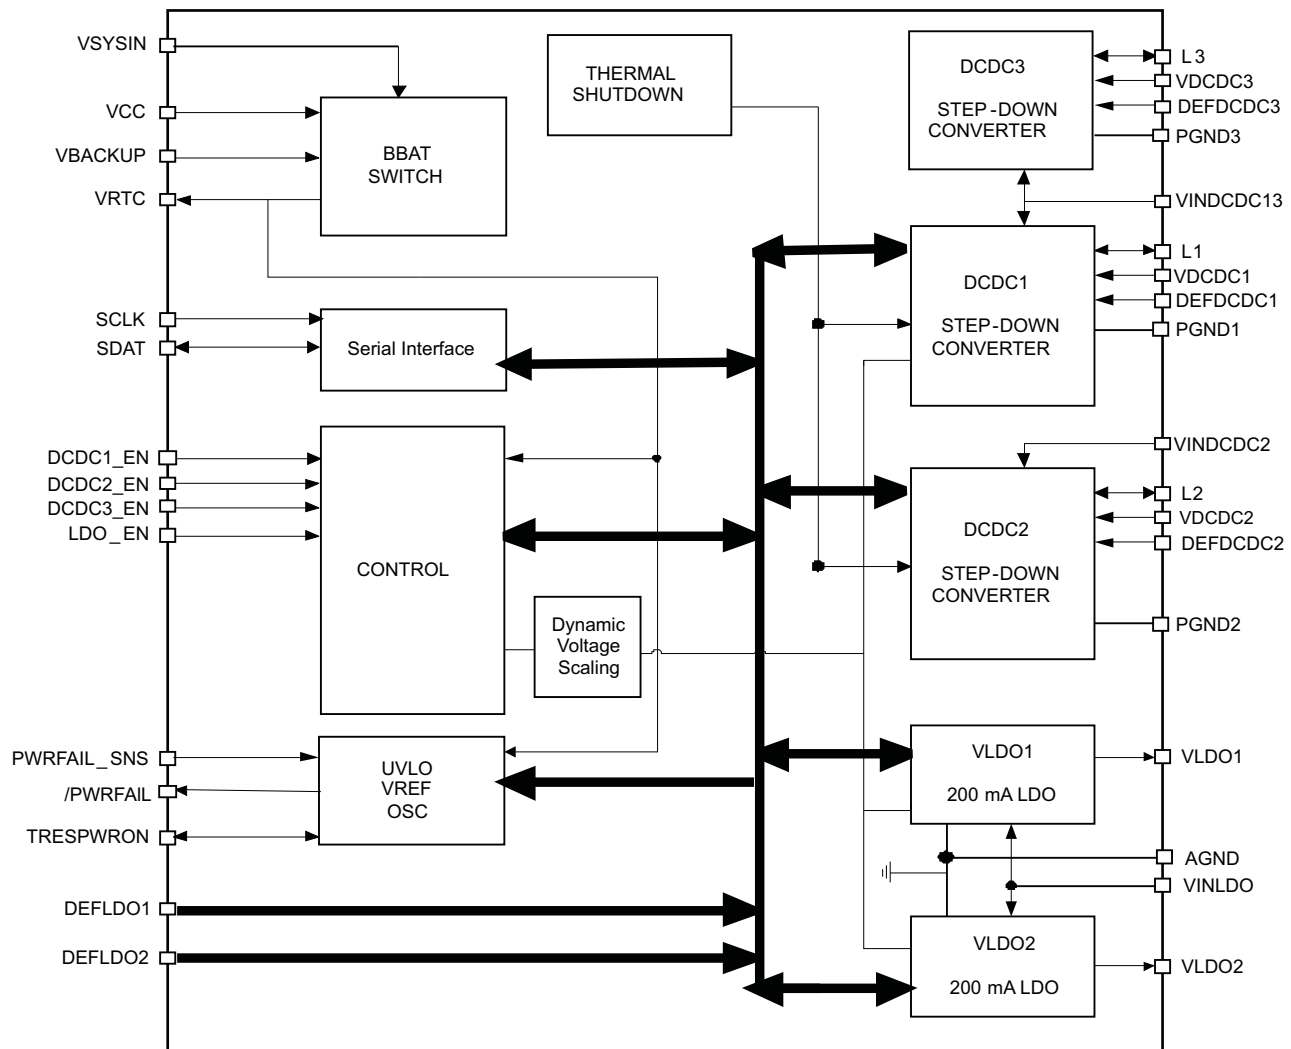 VSYSIN
VCC
VBACKUP
VRTC
SCLK
SDAT
DCDC1_EN
DCDC2_EN
DCDC3_EN
LDO_EN
PWRFAIL_SNS
/PWRFAIL
TRESPWRON
DEFLDO1
DEFLDO2
BBAT
SWITCH
Serial Interface
CONTROL
UVLO
VREF
OSC
THERMAL
SHUTDOWN
Dynamic
Voltage
Scaling
DCDC3
STEP-DOWN
CONVERTER
DCDC1
STEP-DOWN
CONVERTER
DCDC2
STEP-DOWN
CONVERTER
VLDO1
200 mA LDO
VLDO2
200 mA LDO
L3
VDCDC3
DEFDCDC3
PGND3
VINDCDC13
L1
VDCDC1
DEFDCDC1
PGND1
VINDCDC2
L2
VDCDC2
DEFDCDC2
PGND2
VLDO1
AGND
VINLDO
VLDO2